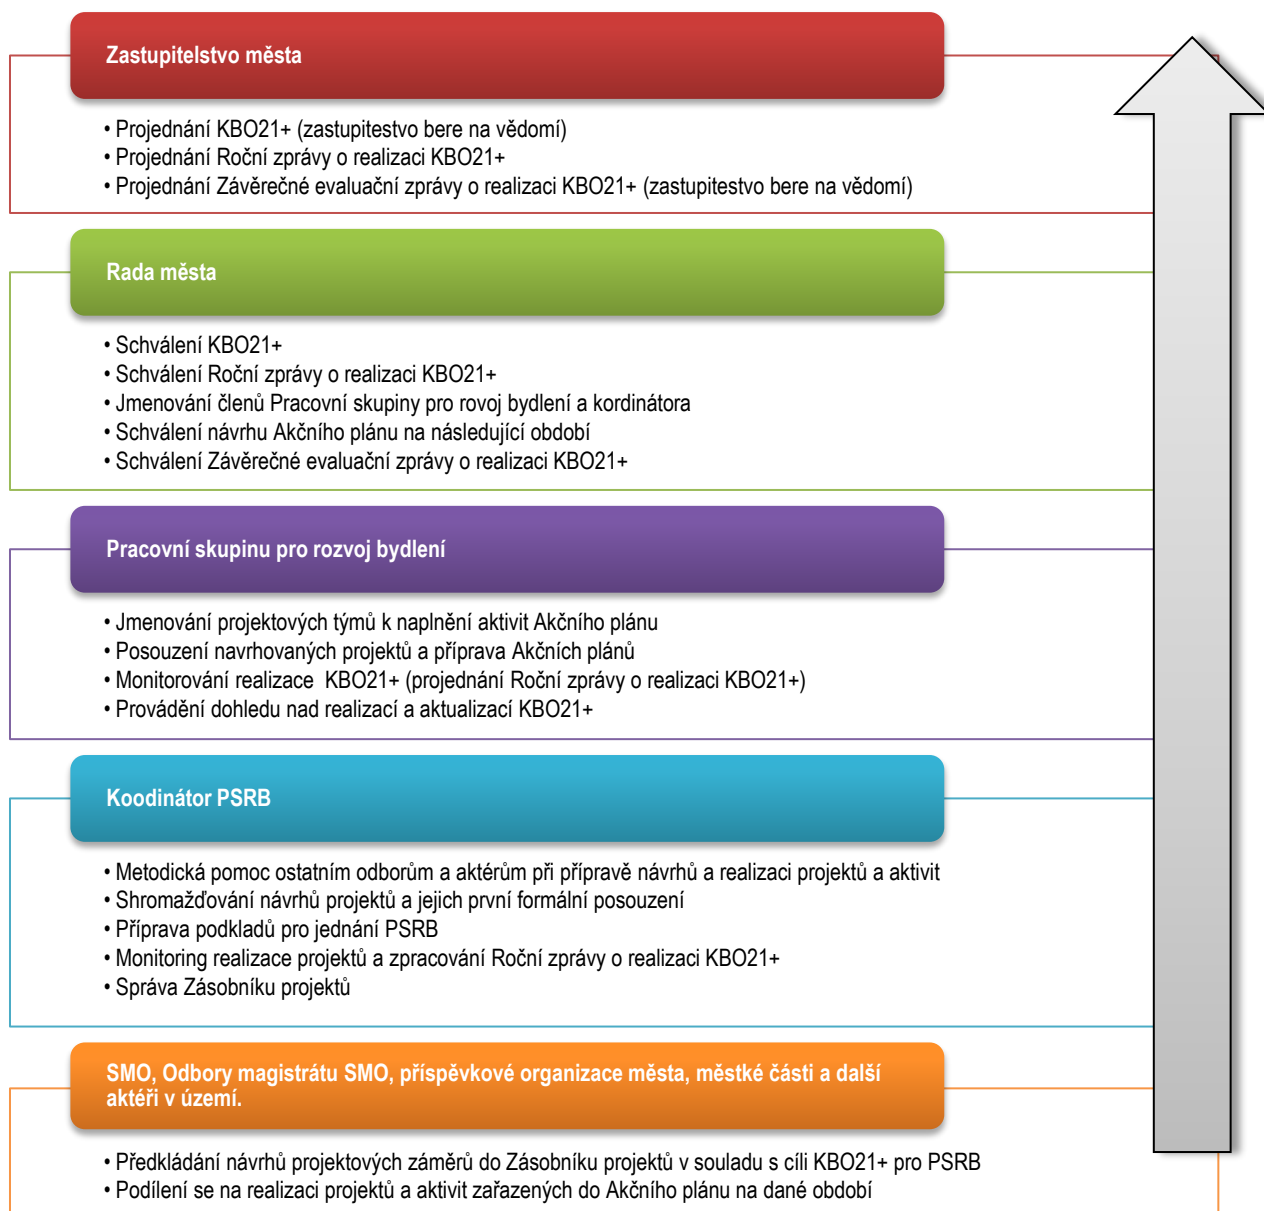 Zastupitelstvo města
• Projednání KBO21+ (zastupitestvo bere na vědomí)
• Projednání Roční zprávy o realizaci KBO21+
• Projednání Závěrečné evaluační zprávy o realizaci KBO21+ (zastupitestvo bere na vědomí)
Rada města
• Schválení KBO21+
• Schválení Roční zprávy o realizaci KBO21+
• Jmenování členů Pracovní skupiny pro rovoj bydlení a kordinátora
• Schválení návrhu Akčního plánu na následující období
• Schválení Závěrečné evaluační zprávy o realizaci KBO21+
Pracovní skupinu pro rozvoj bydlení
• Jmenování projektových týmů k naplnění aktivit Akčního plánu
• Posouzení navrhovaných projektů a příprava Akčních plánů
• Monitorování realizace KBO21+ (projednání Roční zprávy o realizaci KBO21+)
• Provádění dohledu nad realizací a aktualizací KBO21+
Koodinátor PSRB
• Metodická pomoc ostatním odborům a aktérům při přípravě návrhů a realizaci projektů a aktivit
• Shromažďování návrhů projektů a jejich první formální posouzení
• Příprava podkladů pro jednání PSRB
• Monitoring realizace projektů a zpracování Roční zprávy o realizaci KBO21+
• Správa Zásobníku projektů
SMO, Odbory magistrátu SMO, příspěvkové organizace města, městké části a další
aktéři v území.
• Předkládání návrhů projektových záměrů do Zásobníku projektů v souladu s cíli KBO21+ pro PSRB
• Podílení se na realizaci projektů a aktivit zařazených do Akčního plánu na dané období